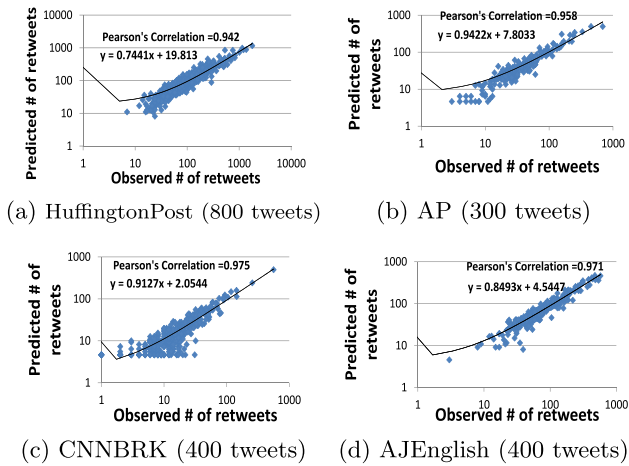 Predicted # of retweets
10000
1000
100
10
1
Pearson's Correlation =0.942
y = 0.7441x + 19.813
1 10 100 1000 10000
Observed # of retweets
(a) HuffingtonPost (800 tweets)
Predicted # of
retweets
1000
100
10
1
Pearson's Correlation =0.958
y = 0.9422x + 7.8033
1 10 100 1000
Observed # of retweets
(b) AP (300 tweets)
Predicted # of
retweets
1000
100
10
1
Pearson's Correlation =0.975
y = 0.9127x + 2.0544
1 10 100 1000
Observed # of retweets
(c) CNNBRK (400 tweets)
Predicted # of
retweets
1000
100
10
1
Pearson's Correlation =0.971
y = 0.8493x + 4.5447
1 10 100 1000
Observed # of retweets
(d) AJEnglish (400 tweets)